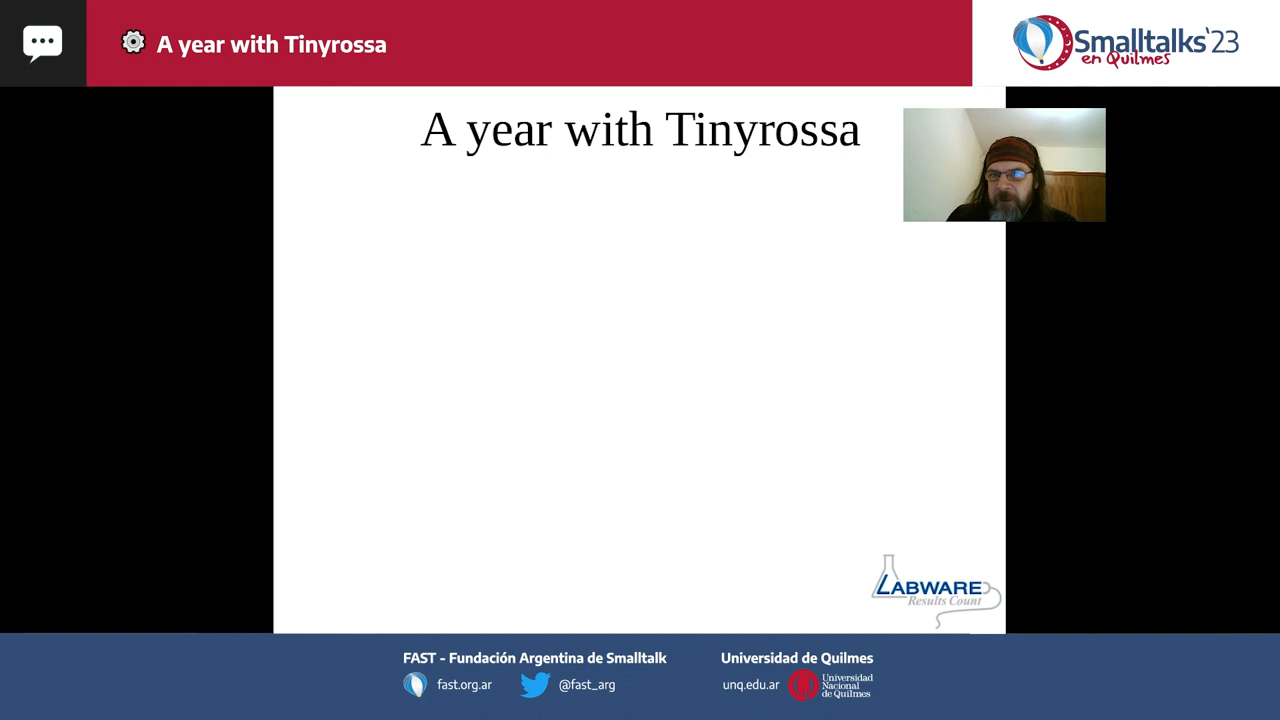 A year with Tinyrossa
Smalltalks'23
en Quilmes
A year with Tinyrossa
LABWARE
Results Count
FAST - Fundación Argentina de Smalltalk
fast.org.ar
@fast_arg
Universidad de Quilmes
unq.edu.ar
Universidad
Nacional
de Quilmes